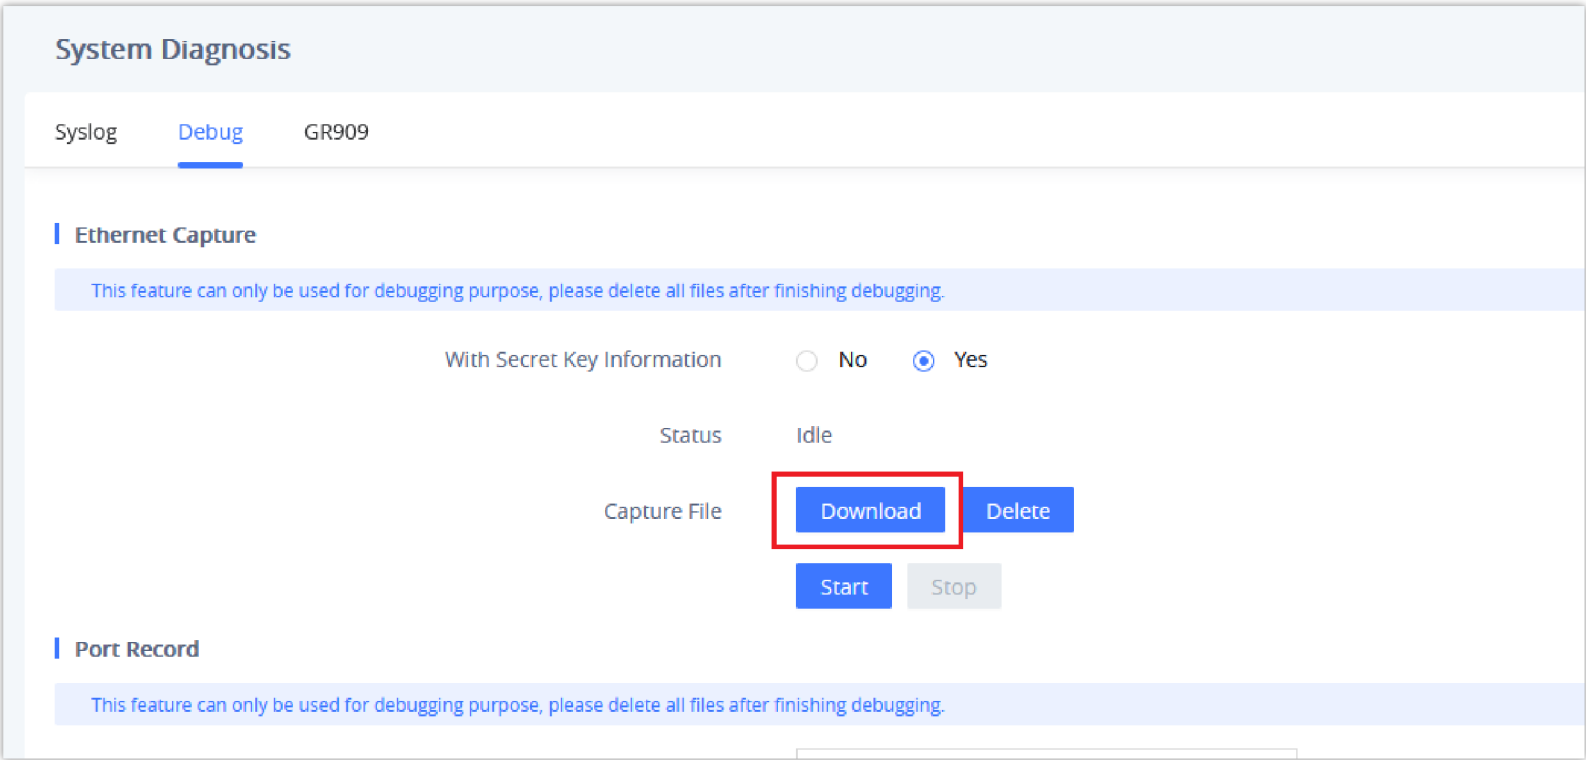 System Diagnosis
Syslog Debug GR909
Ethernet Capture
This feature can only be used for debugging purpose, please delete all files after finishing debugging.
With Secret Key Information No Yes
Status Idle
Capture File Download Delete
Start Stop
Port Record
This feature can only be used for debugging purpose, please delete all files after finishing debugging.